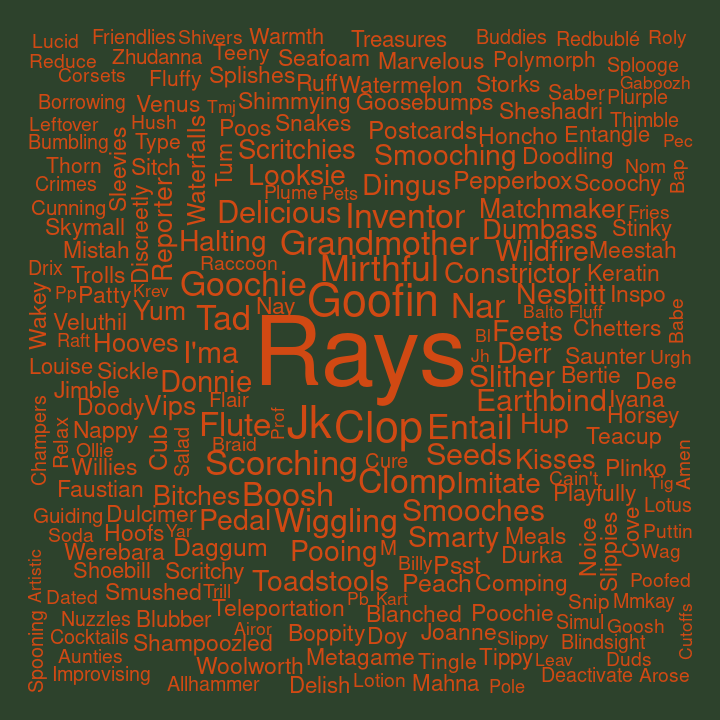 Lucid Friendlies Shivers Warmth Treasures Buddies Redbublé Roly
Reduce Zhudanna Teeny Seafoam Marvelous Polymorph Splooge
Corsets Fluffy Splishes Ruff Watermelon Storks Saber Gaboozh
Borrowing Venus Tmj Shimmying Goosebumps Sheshadri Plurple
Leftover Hush Poos Snakes Postcards Honcho Entangle Thimble
Bumbling Sleevies Type Waterfalls Tum Scritchies Smooching Doodling Pec
Thorn Sitch Looksie Dingus Pepperbox Scoochy Nom Bap
Crimes Discreetly Reporter Plume Pets
Cunning Delicious Inventor Matchmaker Fries
Skymall Halting Grandmother Dumbass Stinky
Mistah Raccoon Mirthful Wildfire Meestah
Drix Trolls Goochie Constrictor Keratin
Wakey Pp Patty Krev Yum Nay Goofin Nar Nesbitt Inspo
Veluthil Tad Rays Balto Fluff Babe
Raft Hooves I'ma Bl Feets Chetters
Louise Sickle Donnie Jh Derr Saunter Urgh
Jimble Slither Bertie Dee
Champers Doody Vips Flair Earthbind Ivana
Relax Nappy Flute Prof Jk Clop Entail Hup Horsey
Ollie Cub Salad Braid Teacup
Willies Scorching Cure Seeds Kisses Plinko Amen
Faustian Bitches Boosh Clomp Imitate Cain't Tig
Guiding Dulcimer Smooches Playfully Lotus
Soda Hoofs Yar Pedal Wiggling Smarty Meals Noice Slippies Cove Puttin
Werebara Daggum Pooing M Durka Wag
Artistic Shoebill Scritchy Toadstools Billy Psst Peach Comping Poofed
Dated Smushed Trill Pb Kart Snip Mmkay
Nuzzles Blubber Teleportation Blanched Poochie Simul Goosh
Spooning Cocktails Shampoozled Airor Boppity Doy Joanne Slippy Blindsight Cutoffs
Aunties Woolworth Metagame Tingle Tippy Leav Duds
Improvising Allhammer Delish Lotion Mahna Pole Deactivate Arose